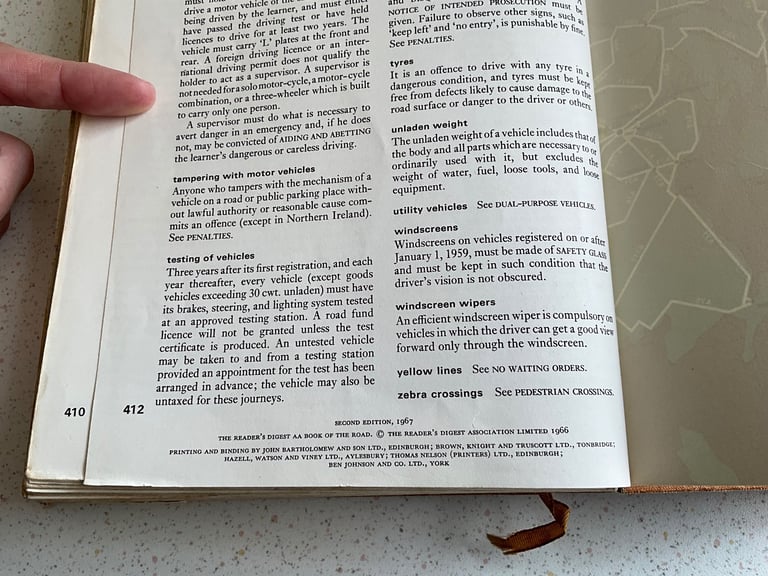 drive a motor vehicle of the
being driven by the learner, and must either
have passed the driving test or have held
licences to drive for at least two years. The
vehicle must carry ‘L’ plates at the front and
rear. A foreign driving licence or an inter-
national driving permit does not qualify the
holder to act as a supervisor. A supervisor is
not needed for a solo motor-cycle, a motor-cycle
combination, or a three-wheeler which is built
to carry only one person.
A supervisor must do what is necessary to
avert danger in an emergency and, if he does
not, may be convicted of AIDING AND ABETTING
the learner’s dangerous or careless driving.
tampering with motor vehicles
Anyone who tampers with the mechanism of a
vehicle on a road or public parking place with-
out lawful authority or reasonable cause com-
mits an offence (except in Northern Ireland).
See PENALTIES.
testing of vehicles
Three years after its first registration, and each
year thereafter, every vehicle (except goods
vehicles exceeding 30 cwt. unladen) must have
its brakes, steering, and lighting system tested
at an approved testing station. A road fund
licence will not be granted unless the test
certificate is produced. An untested vehicle
may be taken to and from a testing station
provided an appointment for the test has been
arranged in advance; the vehicle may also be
untaxed for these journeys.
NOTICE OF INTENDED PROSECUTION must be
given. Failure to observe other signs, such as
‘keep left’ and ‘no entry’, is punishable by fine.
See PENALTIES.
tyres
It is an offence to drive with any tyre in a
dangerous condition, and tyres must be kept
free from defects likely to cause damage to the
road surface or danger to the driver or others.
unladen weight
The unladen weight of a vehicle includes that of
the body and all parts which are necessary to or
ordinarily used with it, but excludes the
weight of water, fuel, loose tools, and loose
equipment.
utility vehicles See DUAL-PURPOSE VEHICLES.
windscreens
Windscreens on vehicles registered on or after
January 1, 1959, must be made of SAFETY GLASS
and must be kept in such condition that the
driver’s vision is not obscured.
windscreen wipers
An efficient windscreen wiper is compulsory on
vehicles in which the driver can get a good view
forward only through the windscreen.
yellow lines See NO WAITING ORDERS.
zebra crossings See PEDESTRIAN CROSSINGS.
410
412
SECOND EDITION, 1967
THE READER’S DIGEST AA BOOK OF THE ROAD. © THE READER’S DIGEST ASSOCIATION LIMITED 1966
PRINTING AND BINDING BY JOHN BARTHOLOMEW AND SON LTD., EDINBURGH; BROWN, KNIGHT AND TRUSCOTT LTD., TONBRIDGE;
HAZELL, WATSON AND VINEY LTD., AYLESBURY; THOMAS NELSON (PRINTERS) LTD., EDINBURGH;
BEN JOHNSON AND CO. LTD., YORK